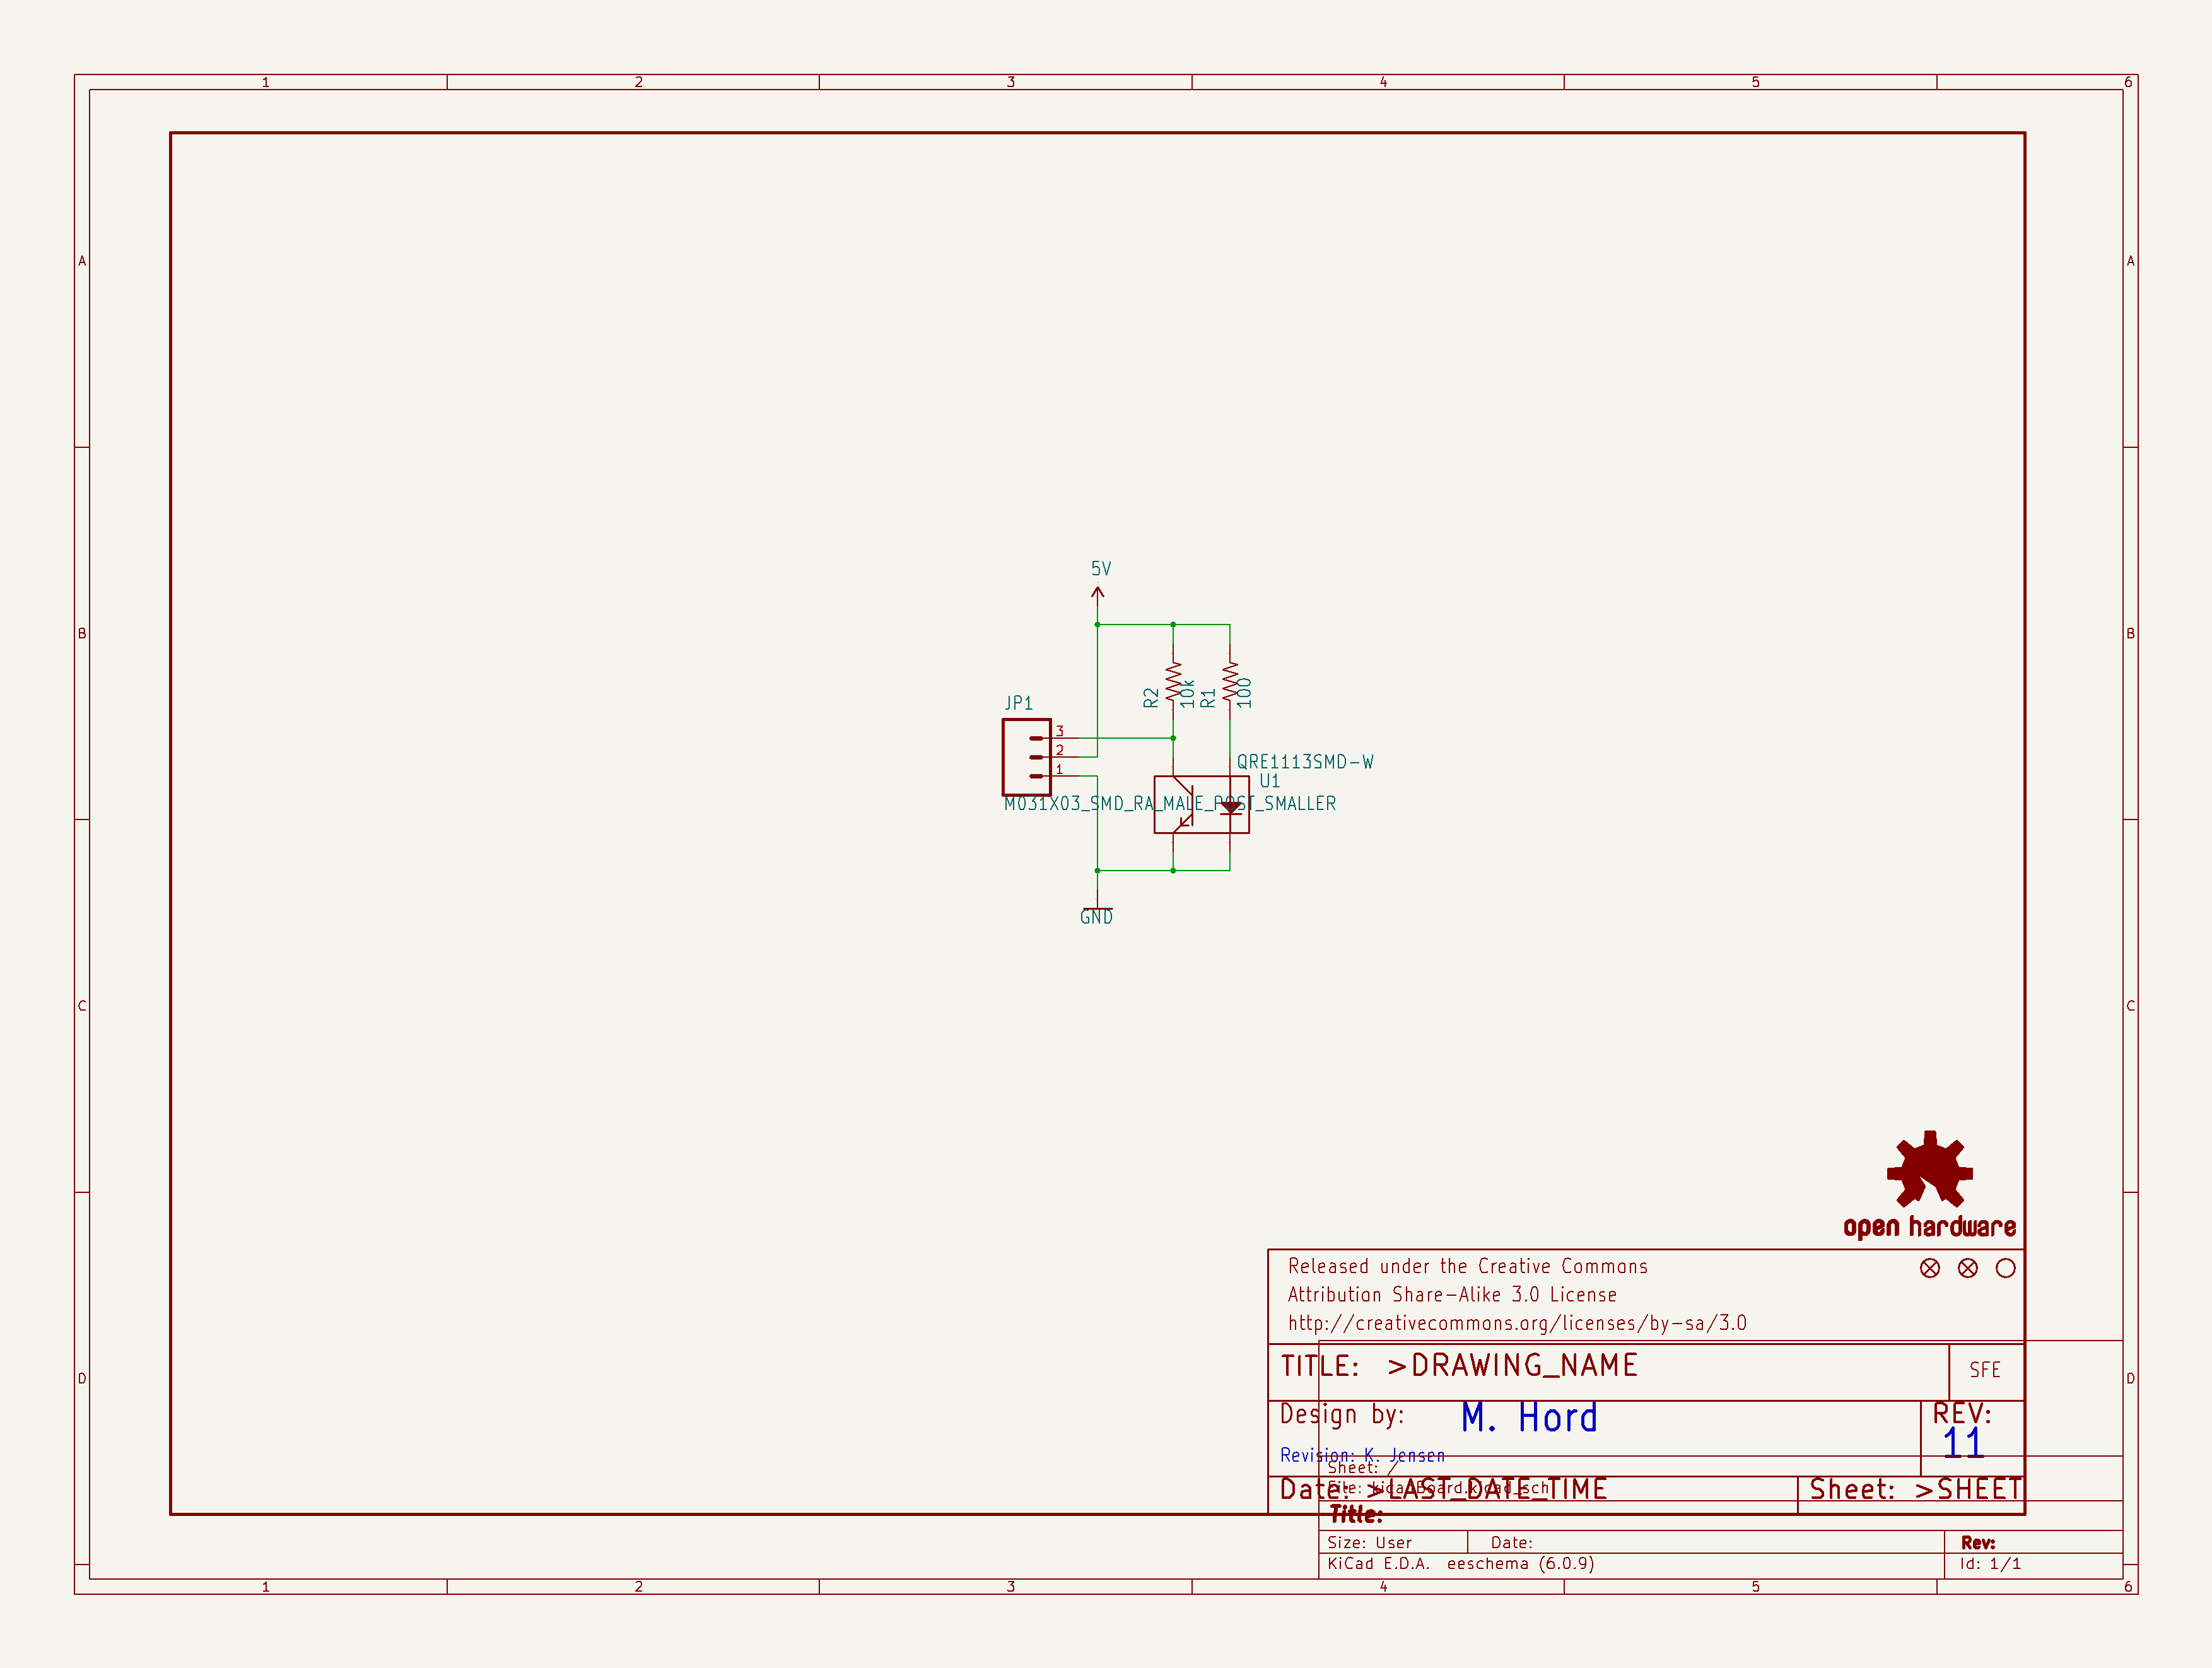 1 2 3 4 5 6
A A
5V
B B
R2 10k R1 100
JP1
3
2
1
QRE1113SMD-W
U1
M031X03_SMD_RA_MALE_POST_SMALLER
GND
C C
open hardware
Released under the Creative Commons
Attribution Share-Alike 3.0 License
http://creativecommons.org/licenses/by-sa/3.0
TITLE: >DRAWING_NAME SFE
D D
Design by: M. Hord REV:
11
Revision: K. Jensen
Sheet: /
File: kicadBoard.kicad_sch
Date: >LAST_DATE_TIME Sheet: >SHEET
Title:
Size: User Date: Rev:
KiCad E.D.A. eeschema (6.0.9) Id: 1/1
1 2 3 4 5 6